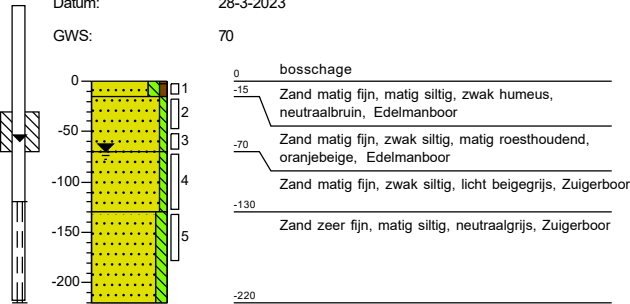 Datum: 28-3-2023
GWS: 70
0
-50
-100
-150
-200
1
2
3
4
5
0
bosschage
-15
Zand matig fijn, matig siltig, zwak humeus,
neutraalbruin, Edelmanboor
-70
Zand matig fijn, zwak siltig, matig roesthoudend,
oranjebeige, Edelmanboor
Zand matig fijn, zwak siltig, licht beigegrijs, Zuigerboor
-130
Zand zeer fijn, matig siltig, neutraalgrijs, Zuigerboor
-220